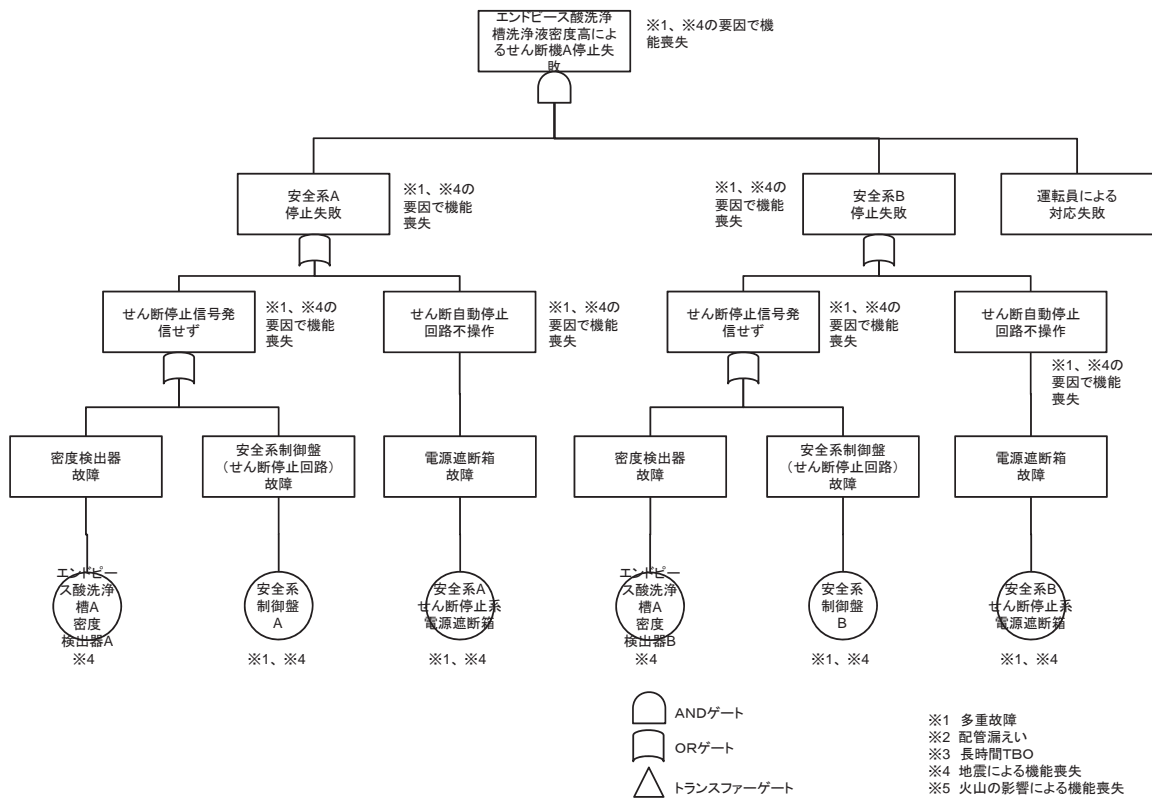 エンドピース酸洗浄
槽洗浄液密度高によ
るせん断機A停止失
敗
※1、※4の要因で機
能喪失
安全系A
停止失敗
※1、※4の
要因で機能
喪失
※1、※4の
要因で機能
喪失
安全系B
停止失敗
運転員による
対応失敗
せん断停止信号発
信せず
※1、※4の
要因で機能
喪失
せん断自動停止
回路不操作
※1、※4の
要因で機能
喪失
せん断停止信号発
信せず
※1、※4の
要因で機能
喪失
せん断自動停止
回路不操作
※1、※4の
要因で機能
喪失
密度検出器
故障
安全系制御盤
（せん断停止回路）
故障
電源遮断箱
故障
密度検出器
故障
安全系制御盤
（せん断停止回路）
故障
電源遮断箱
故障
エンドピー
ス酸洗浄
槽A
密度
検出器A
※4
安全系
制御盤
A
※1、※4
安全系A
せん断停止系
電源遮断箱
※1、※4
エンドピー
ス酸洗浄
槽A
密度
検出器B
※4
安全系
制御盤
B
※1、※4
安全系B
せん断停止系
電源遮断箱
※1、※4
ANDゲート
ORゲート
トランスファーゲート
※1 多重故障
※2 配管漏えい
※3 長時間TBO
※4 地震による機能喪失
※5 火山の影響による機能喪失